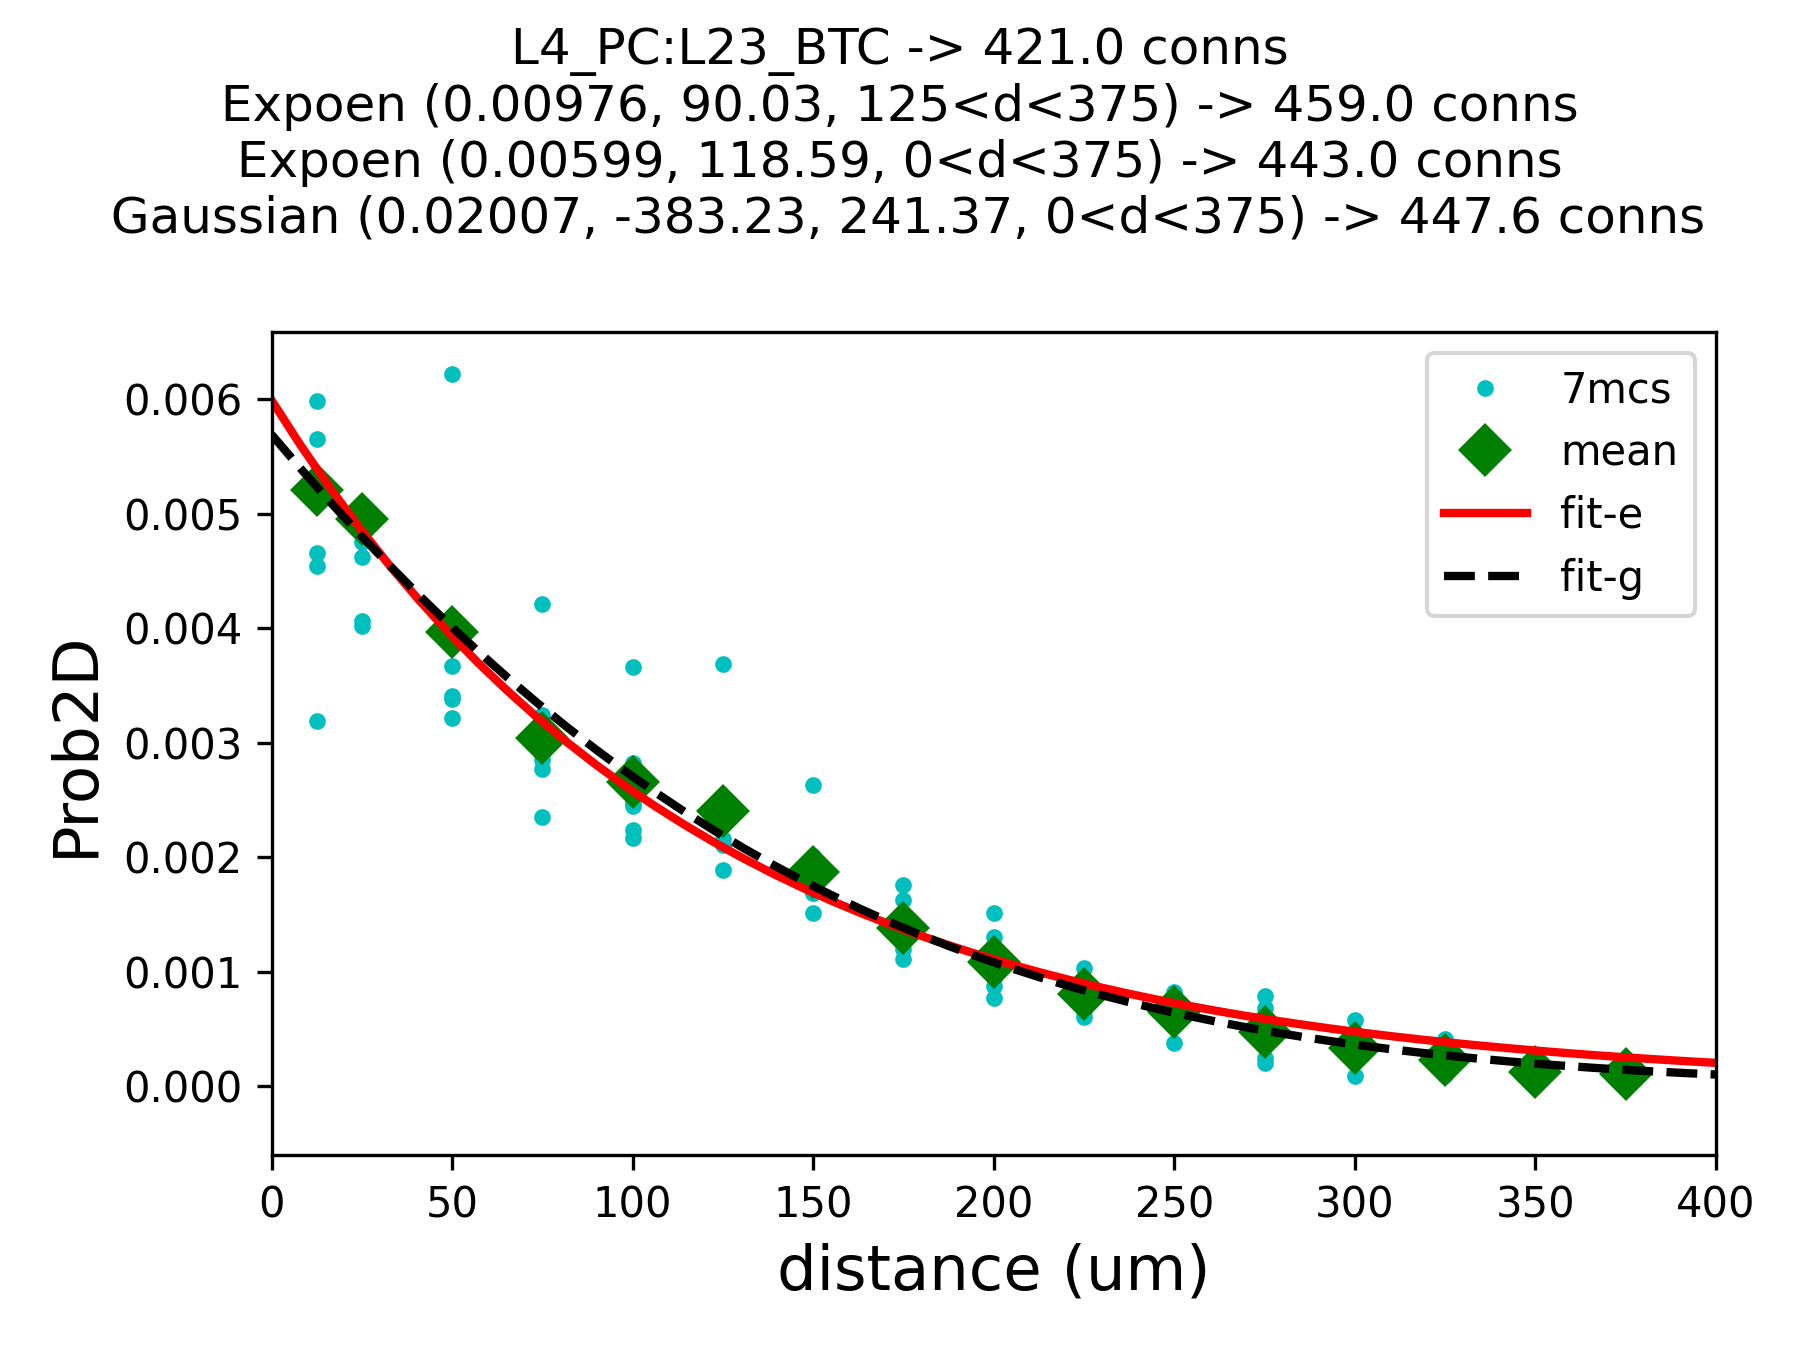 L4_PC:L23_BTC -> 421.0 conns
Expoen (0.00976, 90.03, 125<d<375) -> 459.0 conns
Expoen (0.00599, 118.59, 0<d<375) -> 443.0 conns
Gaussian (0.02007, -383.23, 241.37, 0<d<375) -> 447.6 conns
7mcs
mean
fit-e
fit-g
Prob2D
0.006
0.005
0.004
0.003
0.002
0.001
0.000
0 50 100 150 200 250 300 350 400
distance (um)